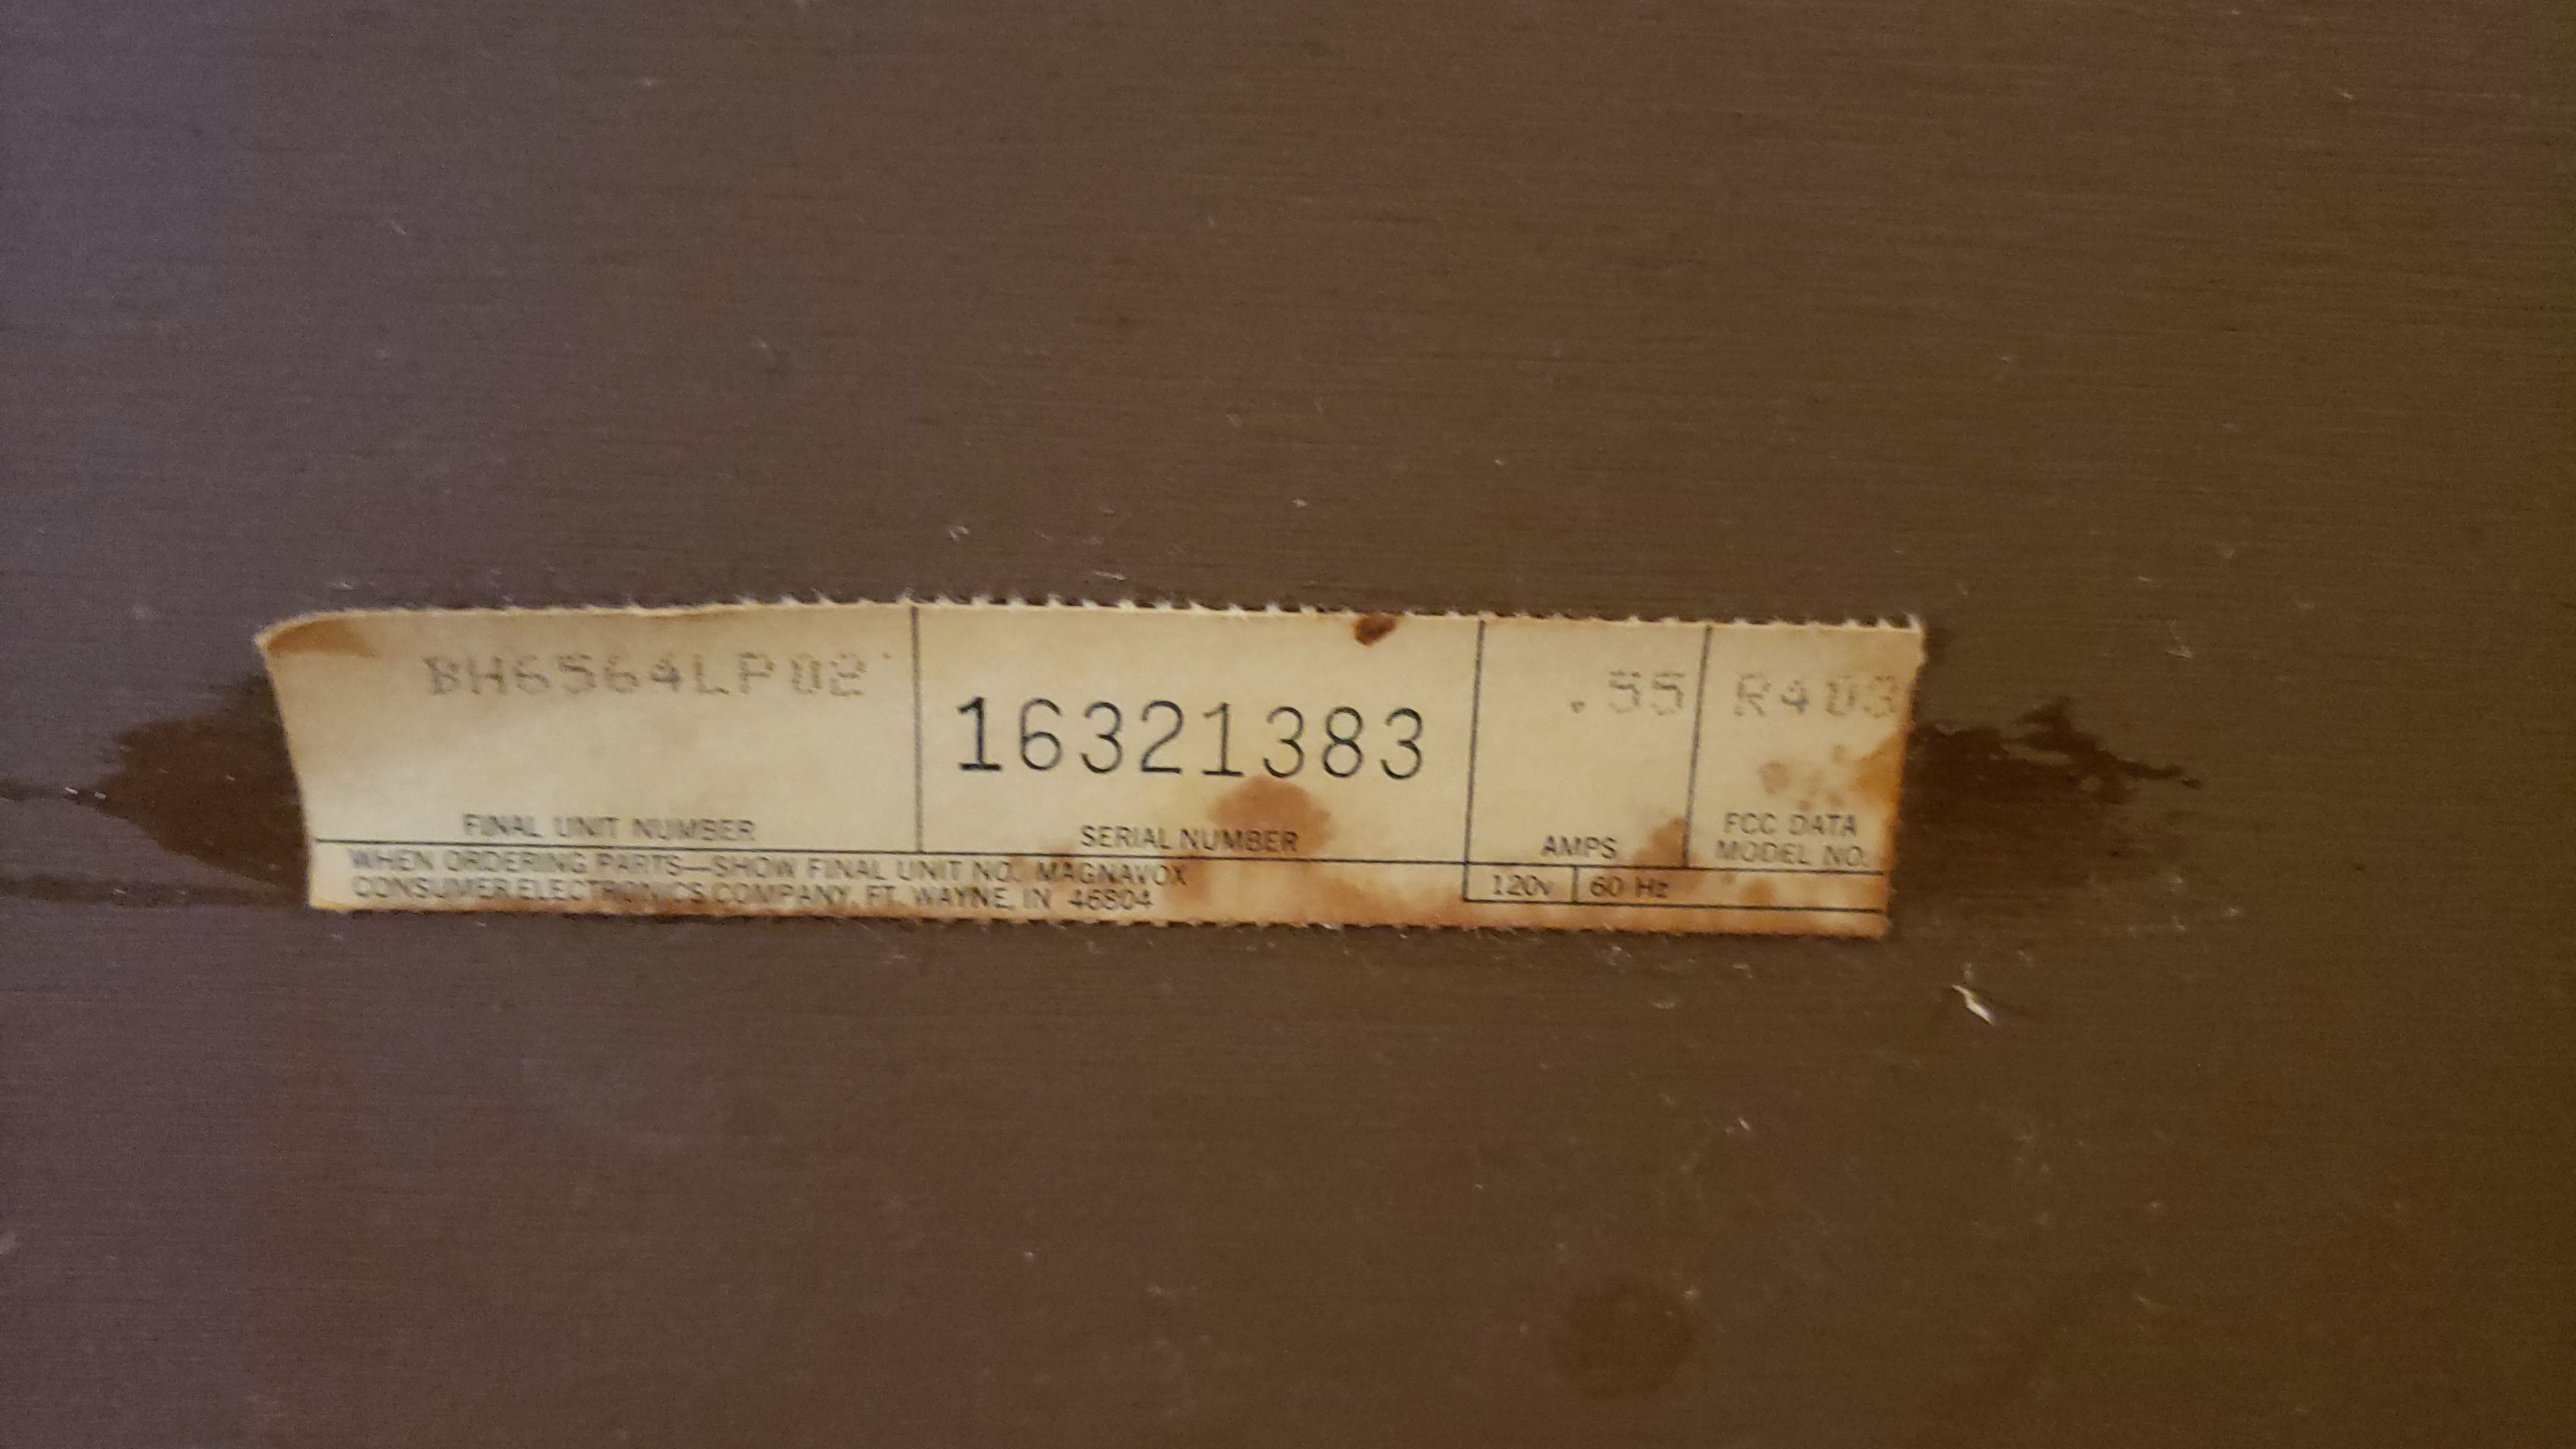 BH6564LP02
16321383
.55
R403
FINAL UNIT NUMBER
SERIAL NUMBER
AMPS
FCC DATA
MODEL NO.
WHEN ORDERING PARTS—SHOW FINAL UNIT NO. MAGNAVOX
CONSUMER ELECTRONICS COMPANY, FT. WAYNE, IN 46804
120v 60 Hz